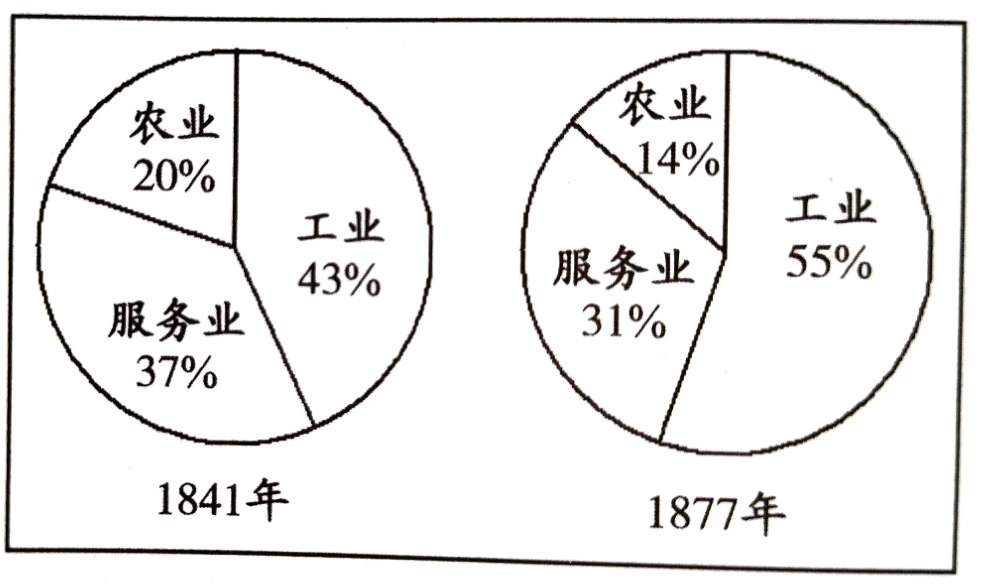 农业
20%
工业
43%
服务业
37%
1841年
农业
14%
工业
55%
服务业
31%
1877年